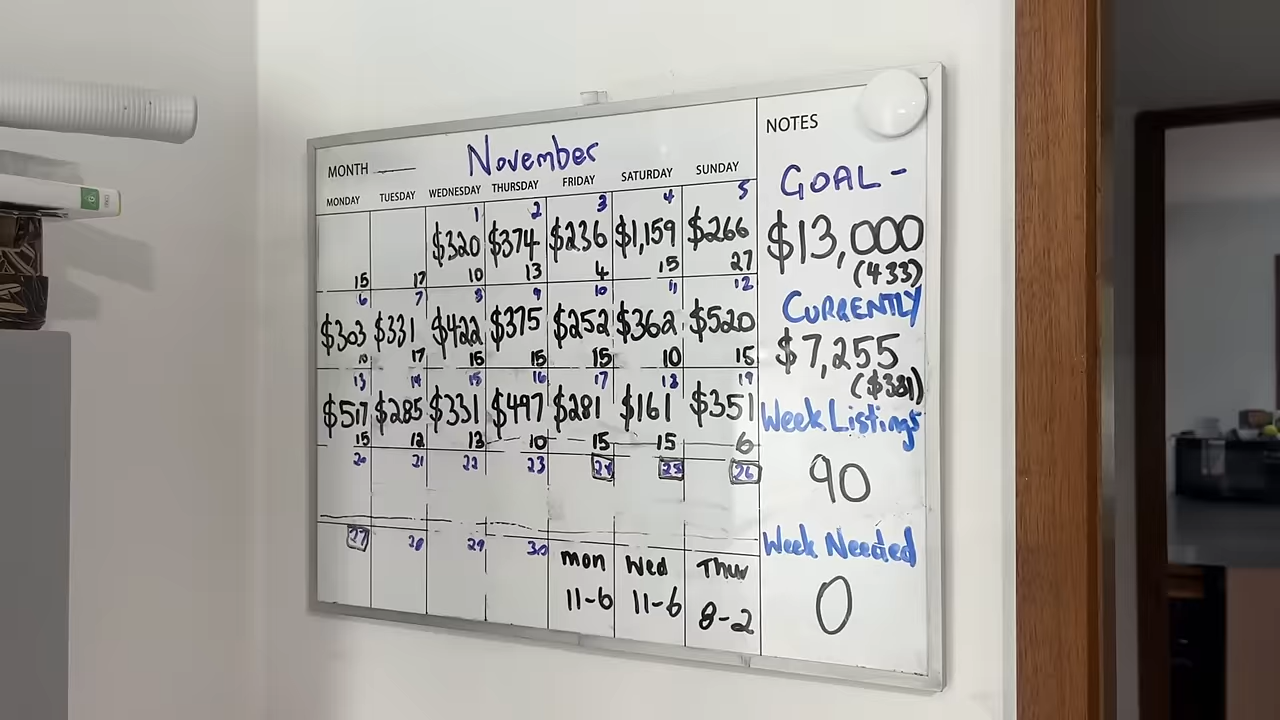 MONTH November
MONDAY TUESDAY WEDNESDAY THURSDAY FRIDAY SATURDAY SUNDAY
1 2 3 4 5
$320 $374 $236 $1,159 $266
15 17 10 13 4 15 27
6 7 8 9 10 11 12
$303 $331 $422 $375 $252 $362 $520
10 17 15 15 15 10 15
13 14 15 16 17 18 19
$517 $285 $331 $497 $281 $161 $351
15 12 13 10 15 15 6
20 21 22 23 24 25 26
27 28 29 30
mon Wed Thur
11-6 11-6 8-2
NOTES
GOAL -
$13,000
(433)
CURRENTLY
$7,255
($381)
Week Listings
90
Week Needed
0